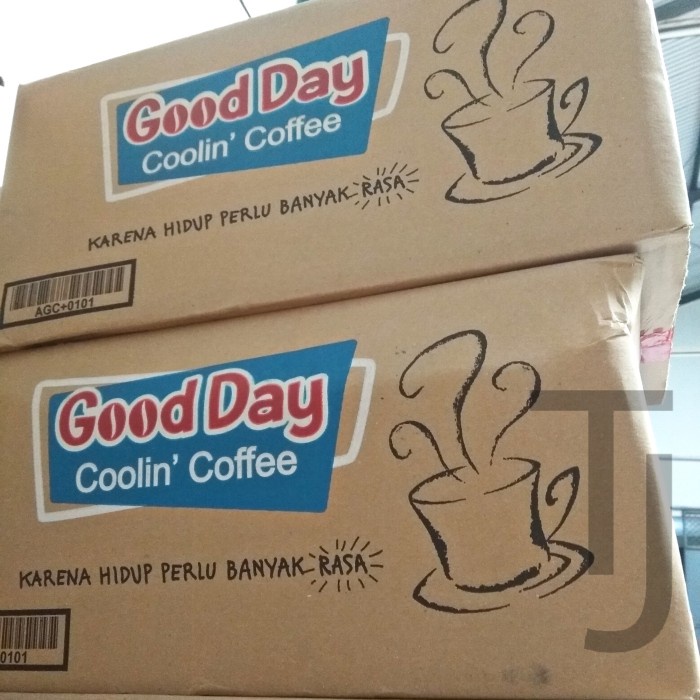 Good Day
Coolin' Coffee
KARENA HIDUP PERLU BANYAK RASA
AGC+0101
Good Day
Coolin' Coffee
KARENA HIDUP PERLU BANYAK RASA
0101
TJ